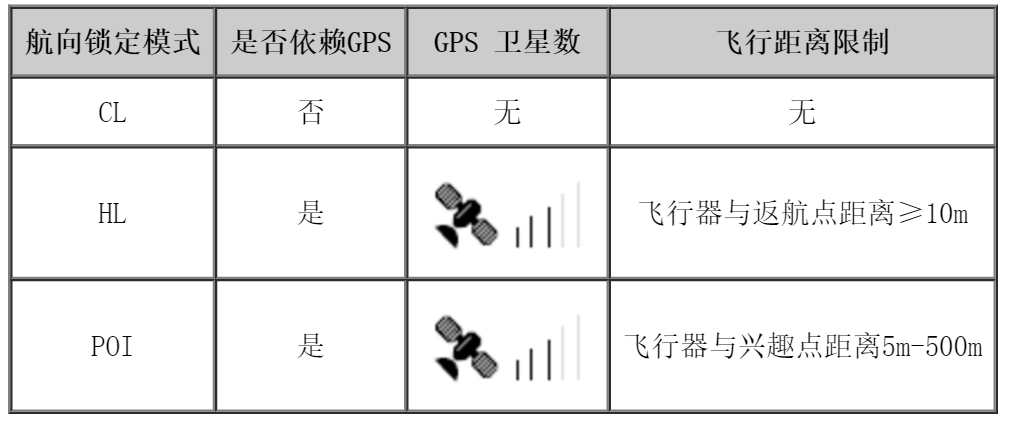 航向锁定模式 是否依赖GPS GPS 卫星数 飞行距离限制
CL 否 无 无
HL 是 飞行器与返航点距离≥10m
POI 是 飞行器与兴趣点距离5m-500m